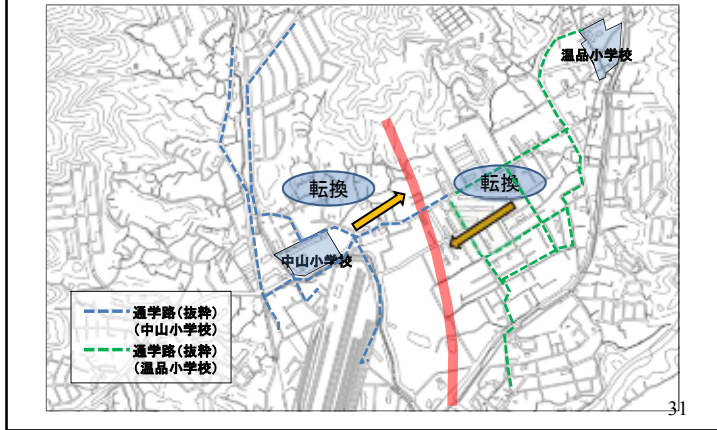 温品小学校
転換
転換
中山小学校
通学路(抜粋)
(中山小学校)
通学路(抜粋)
(温品小学校)
31